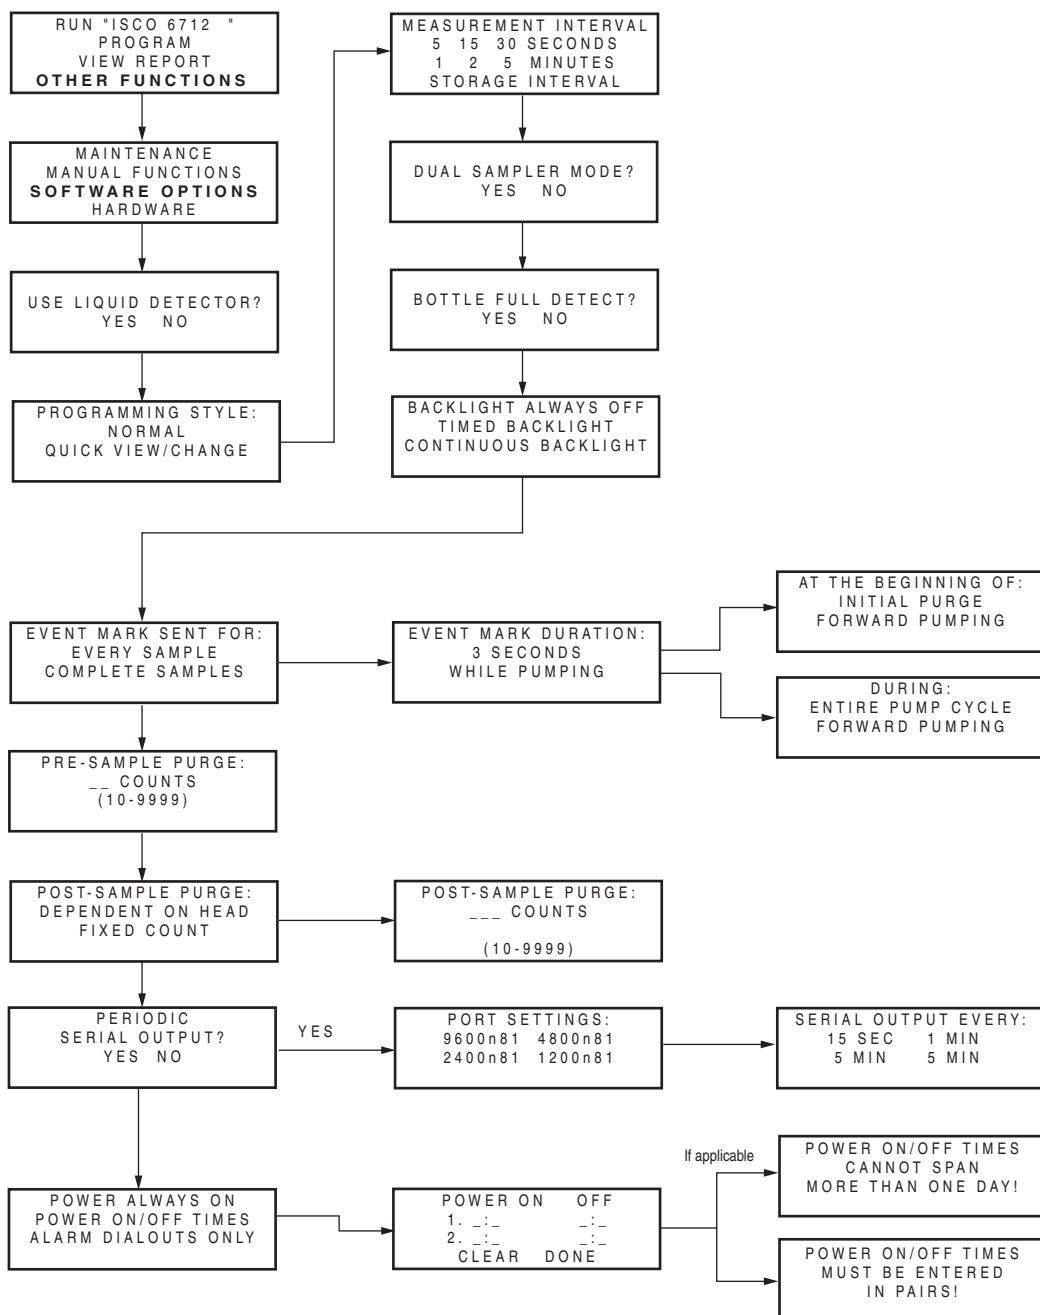 RUN "ISCO 6712 "
PROGRAM
VIEW REPORT
OTHER FUNCTIONS
MAINTENANCE
MANUAL FUNCTIONS
SOFTWARE OPTIONS
HARDWARE
USE LIQUID DETECTOR?
YES NO
PROGRAMMING STYLE:
NORMAL
QUICK VIEW/CHANGE
MEASUREMENT INTERVAL
5 15 30 SECONDS
1 2 5 MINUTES
STORAGE INTERVAL
DUAL SAMPLER MODE?
YES NO
BOTTLE FULL DETECT?
YES NO
BACKLIGHT ALWAYS OFF
TIMED BACKLIGHT
CONTINUOUS BACKLIGHT
EVENT MARK SENT FOR:
EVERY SAMPLE
COMPLETE SAMPLES
EVENT MARK DURATION:
3 SECONDS
WHILE PUMPING
AT THE BEGINNING OF:
INITIAL PURGE
FORWARD PUMPING
DURING:
ENTIRE PUMP CYCLE
FORWARD PUMPING
PRE-SAMPLE PURGE:
_ _ COUNTS
(10-9999)
POST-SAMPLE PURGE:
DEPENDENT ON HEAD
FIXED COUNT
POST-SAMPLE PURGE:
_ _ _ COUNTS
(10-9999)
PERIODIC
SERIAL OUTPUT?
YES NO
YES
PORT SETTINGS:
9600n81 4800n81
2400n81 1200n81
SERIAL OUTPUT EVERY:
15 SEC 1 MIN
5 MIN 5 MIN
POWER ALWAYS ON
POWER ON/OFF TIMES
ALARM DIALOUTS ONLY
POWER ON OFF
1. _:_ _:_
2. _:_ _:_
CLEAR DONE
If applicable
POWER ON/OFF TIMES
CANNOT SPAN
MORE THAN ONE DAY!
POWER ON/OFF TIMES
MUST BE ENTERED
IN PAIRS!